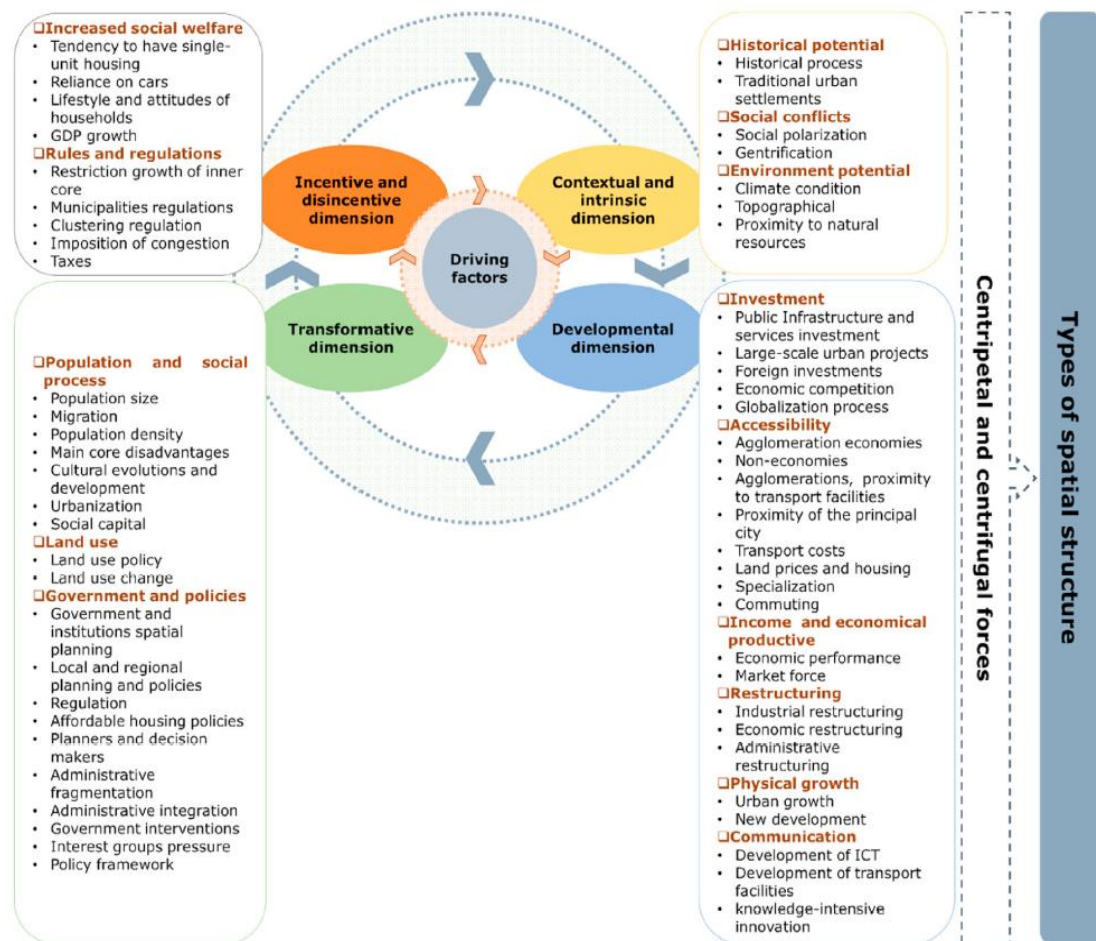 ❑Increased social welfare
• Tendency to have single-
unit housing
• Reliance on cars
• Lifestyle and attitudes of
households
• GDP growth
❑Rules and regulations
• Restriction growth of inner
core
• Municipalities regulations
• Clustering regulation
• Imposition of congestion
• Taxes
❑Population and social
process
• Population size
• Migration
• Population density
• Main core disadvantages
• Cultural evolutions and
development
• Urbanization
• Social capital
❑Land use
• Land use policy
• Land use change
❑Government and policies
• Government and
institutions spatial
planning
• Local and regional
planning and policies
• Regulation
• Affordable housing policies
• Planners and decision
makers
• Administrative
fragmentation
• Administrative integration
• Government interventions
• Interest groups pressure
• Policy framework
Incentive and
disincentive
dimension
Contextual and
intrinsic
dimension
Driving
factors
Transformative
dimension
Developmental
dimension
❑Historical potential
• Historical process
• Traditional urban
settlements
❑Social conflicts
• Social polarization
• Gentrification
❑Environment potential
• Climate condition
• Topographical
• Proximity to natural
resources
❑Investment
• Public Infrastructure and
services investment
• Large-scale urban projects
• Foreign investments
• Economic competition
• Globalization process
❑Accessibility
• Agglomeration economies
• Non-economies
• Agglomerations, proximity
to transport facilities
• Proximity of the principal
city
• Transport costs
• Land prices and housing
• Specialization
• Commuting
❑Income and economical
productive
• Economic performance
• Market force
❑Restructuring
• Industrial restructuring
• Economic restructuring
• Administrative
restructuring
❑Physical growth
• Urban growth
• New development
❑Communication
• Development of ICT
• Development of transport
facilities
• knowledge-intensive
innovation
Centripetal and centrifugal forces
Types of spatial structure